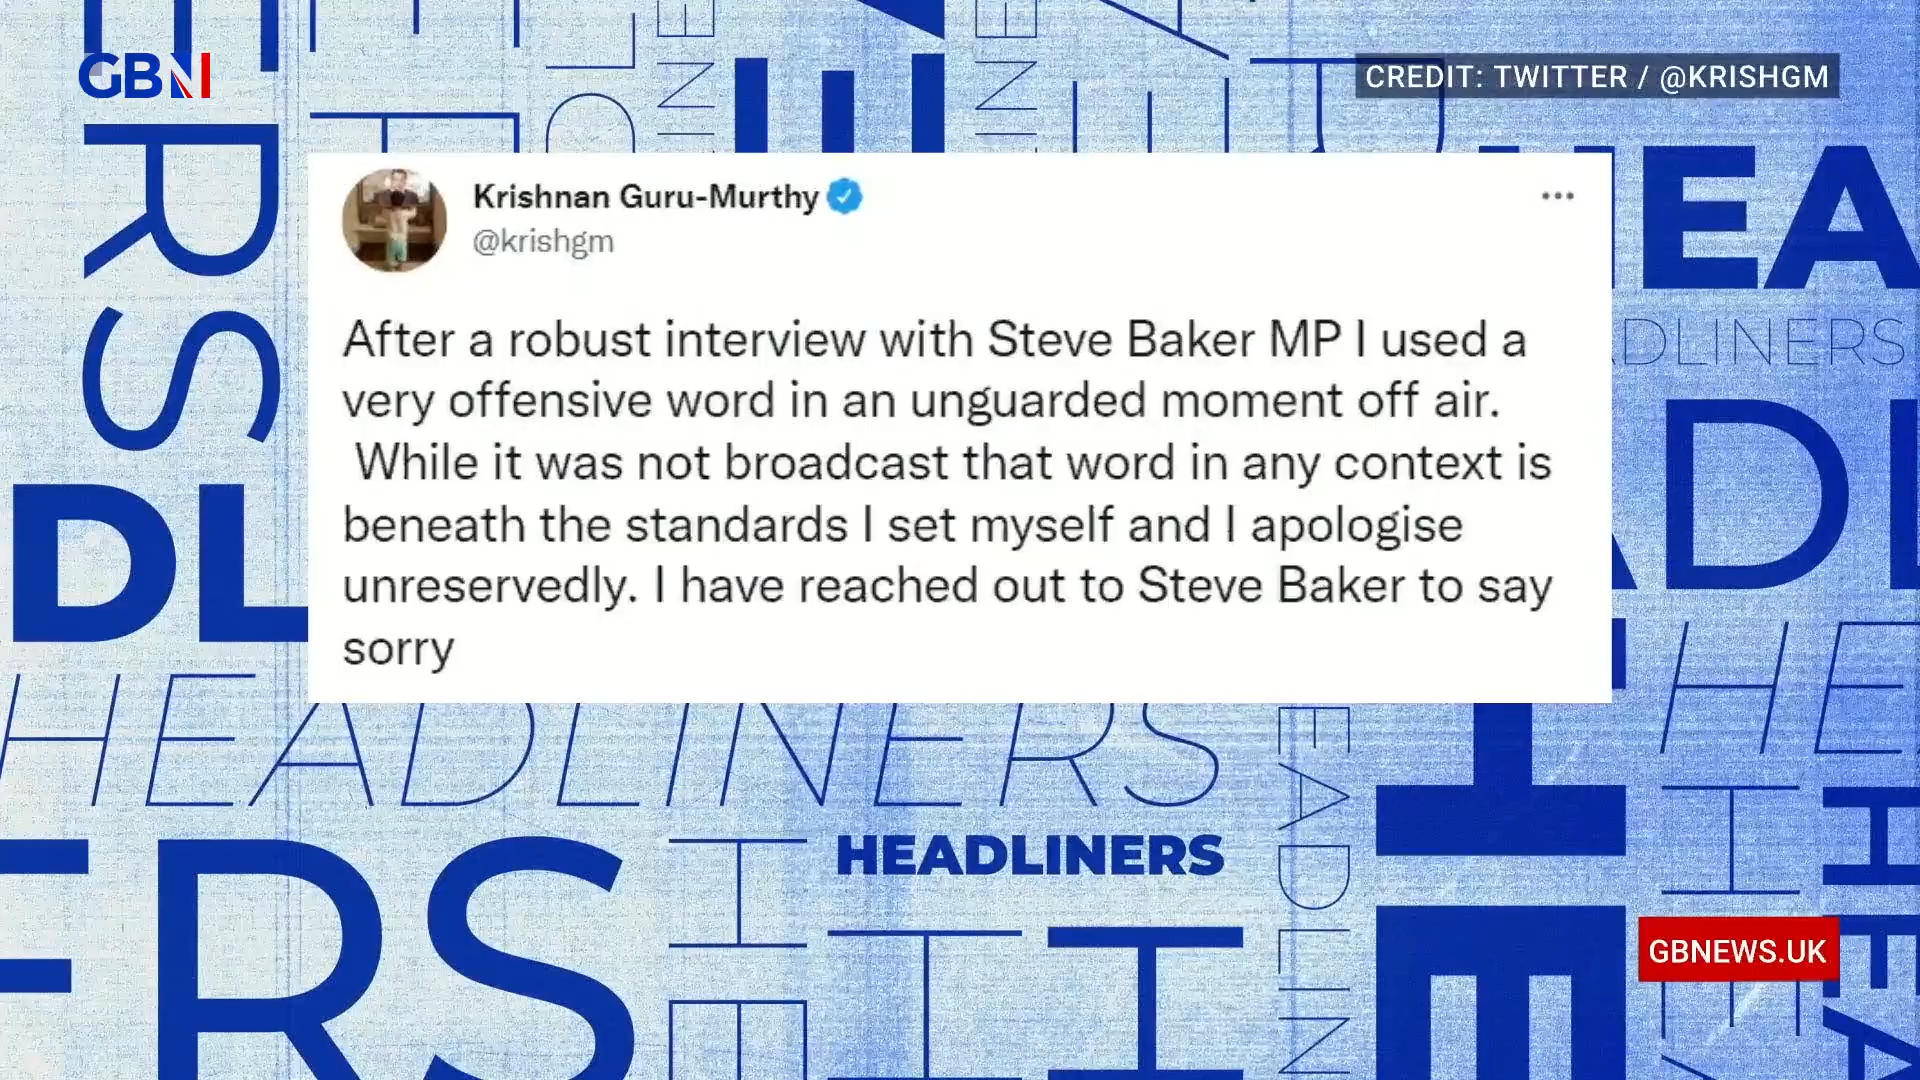 GBN
CREDIT: TWITTER / @KRISHGM
Krishnan Guru-Murthy
@krishgm
After a robust interview with Steve Baker MP I used a
very offensive word in an unguarded moment off air.
While it was not broadcast that word in any context is
beneath the standards I set myself and I apologise
unreservedly. I have reached out to Steve Baker to say
sorry
HEADLINERS
HEADLINERS
GBNEWS.UK